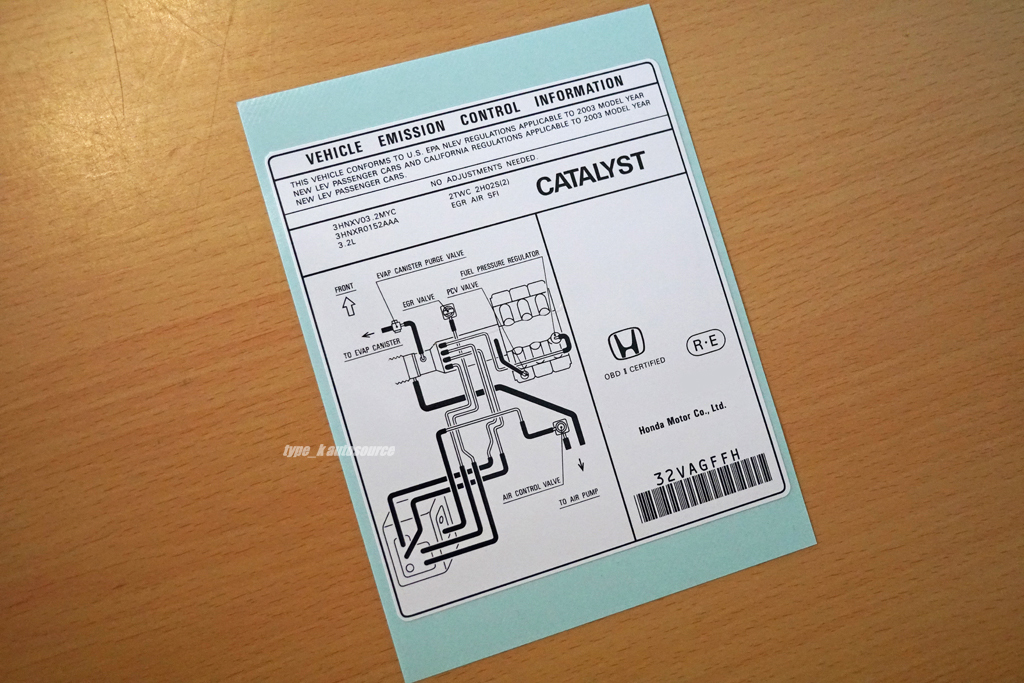 VEHICLE EMISSION CONTROL INFORMATION
THIS VEHICLE CONFORMS TO U.S. EPA NLEV REGULATIONS APPLICABLE TO 2003 MODEL YEAR
NEW LEV PASSENGER CARS AND CALIFORNIA REGULATIONS APPLICABLE TO 2003 MODEL YEAR
NEW LEV PASSENGER CARS.
NO ADJUSTMENTS NEEDED.
3HNXV03.2MYC
3HNXR0152AAA
3.2L
2TWC 2HO2S(2)
EGR AIR SFI
CATALYST
EVAP CANISTER PURGE VALVE
FUEL PRESSURE REGULATOR
FRONT
EGR VALVE
PCV VALVE
TO EVAP CANISTER
AIR CONTROL VALVE
TO AIR PUMP
OBD II CERTIFIED
R·E
Honda Motor Co., Ltd.
32VAGFFH
type_k autosource